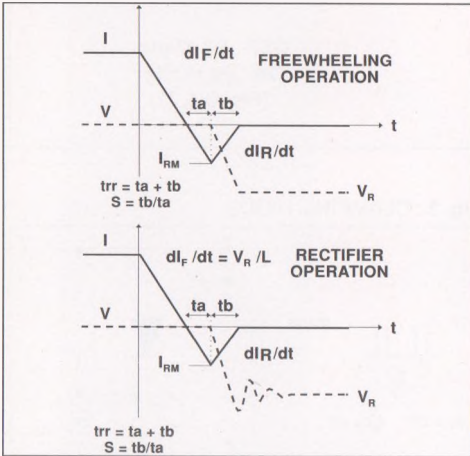 I
dIF/dt
FREEWHEELING
OPERATION
ta tb
V
t
IRM
dIR/dt
trr = ta + tb
S = tb/ta
VR
I
dIF/dt = VR/L
RECTIFIER
OPERATION
ta tb
V
t
IRM
dIR/dt
VR
trr = ta + tb
S = tb/ta